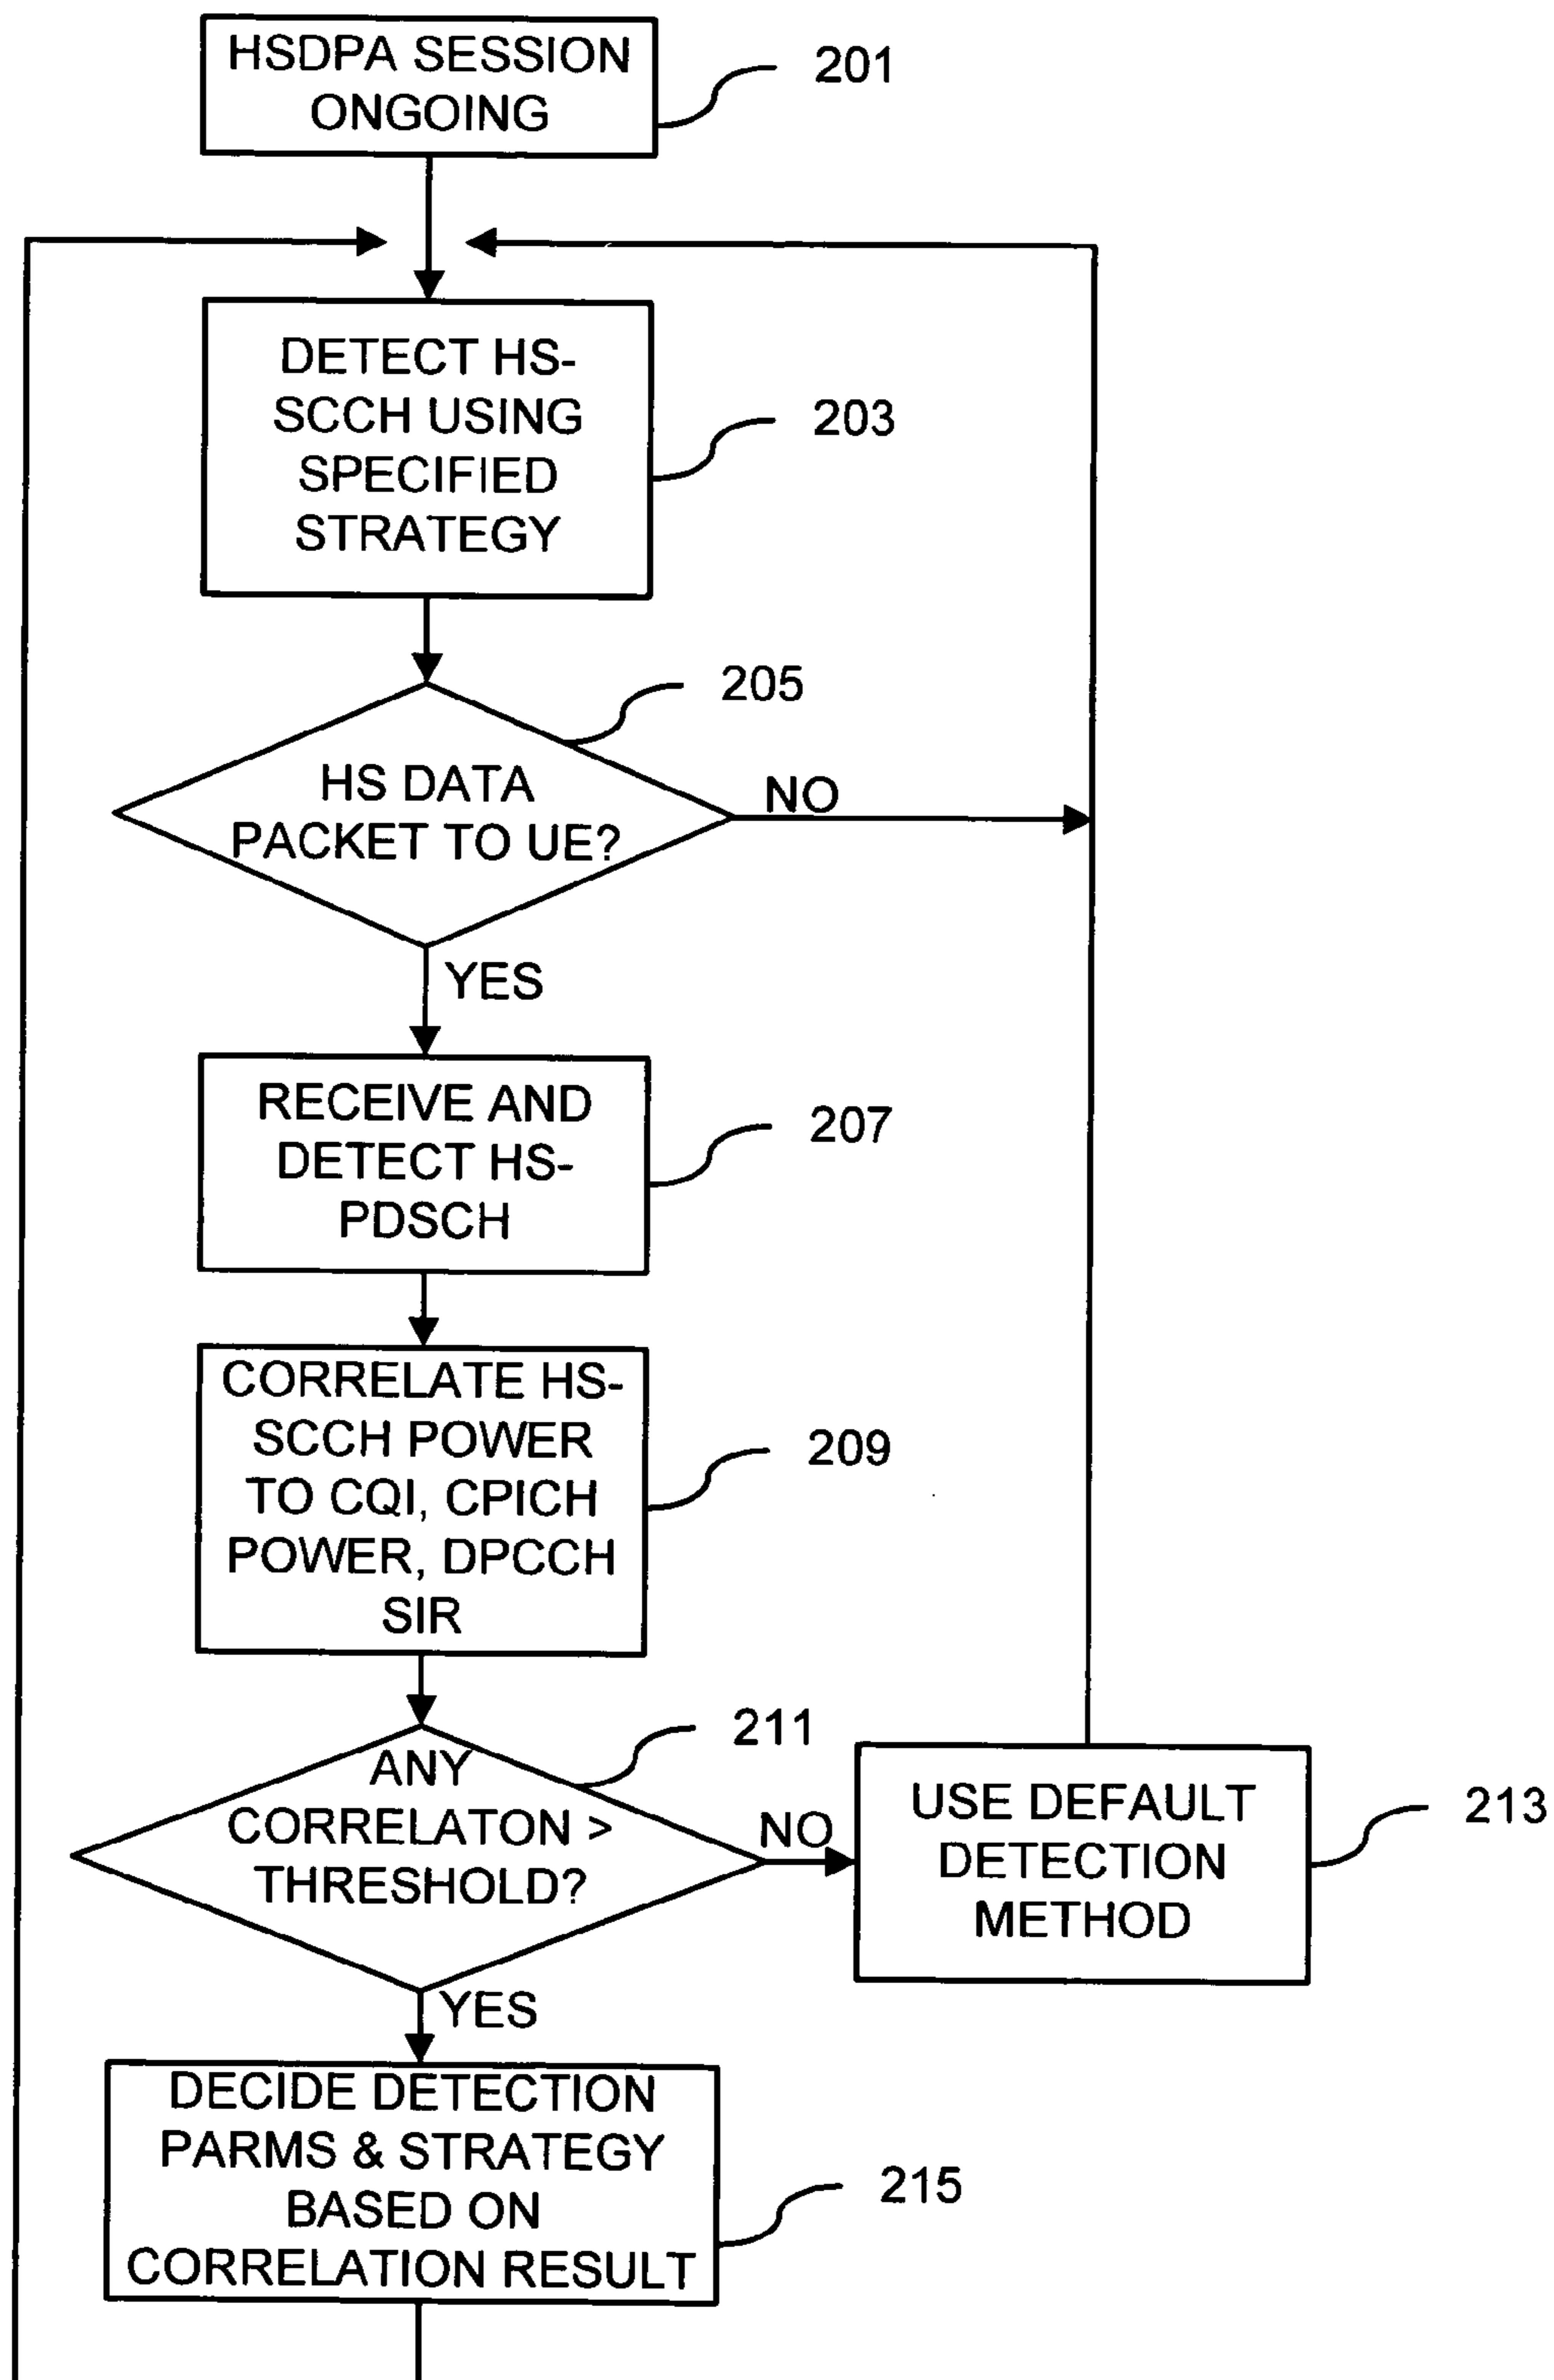 HSDPA SESSION
ONGOING
201
DETECT HS-
SCCH USING
SPECIFIED
STRATEGY
203
205
HS DATA
PACKET TO UE?
NO
YES
RECEIVE AND
DETECT HS-
PDSCH
207
CORRELATE HS-
SCCH POWER
TO CQI, CPICH
POWER, DPCCH
SIR
209
211
ANY
CORRELATON >
THRESHOLD?
NO
USE DEFAULT
DETECTION
METHOD
213
YES
DECIDE DETECTION
PARMS & STRATEGY
BASED ON
CORRELATION RESULT
215